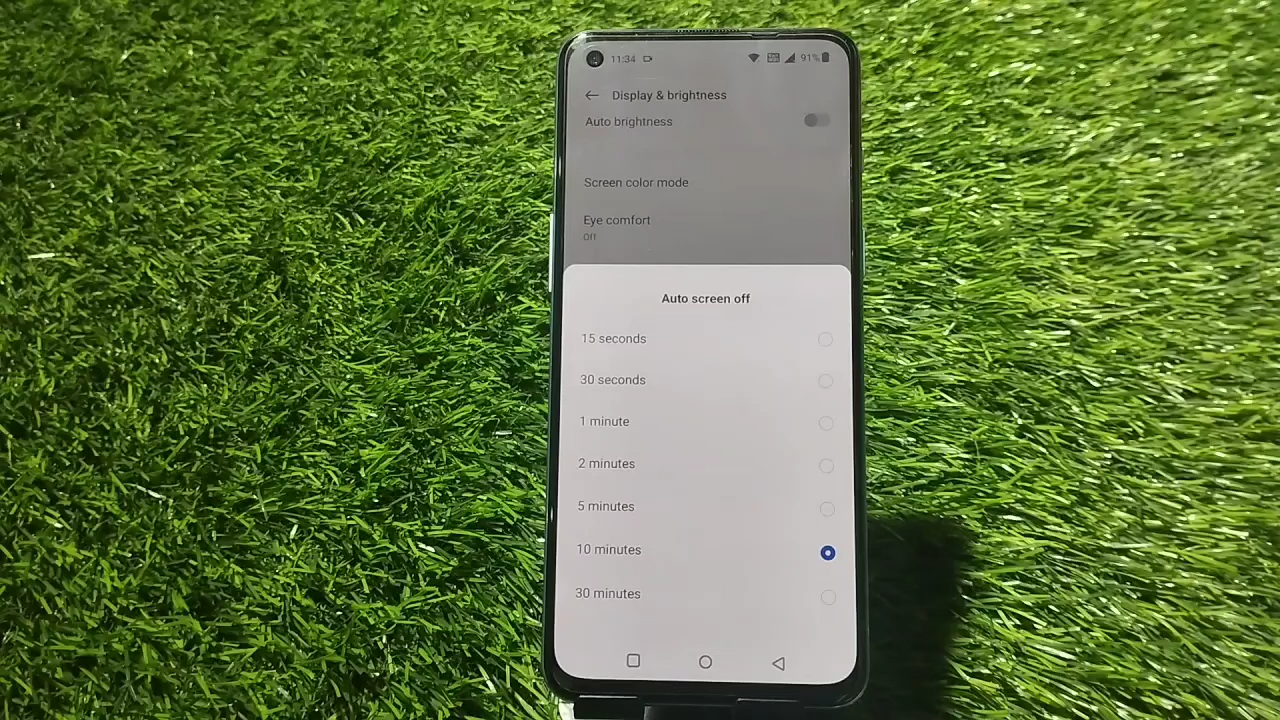 11:34 91%
Display & brightness
Auto brightness
Screen color mode
Eye comfort
Off
Auto screen off
15 seconds
30 seconds
1 minute
2 minutes
5 minutes
10 minutes
30 minutes